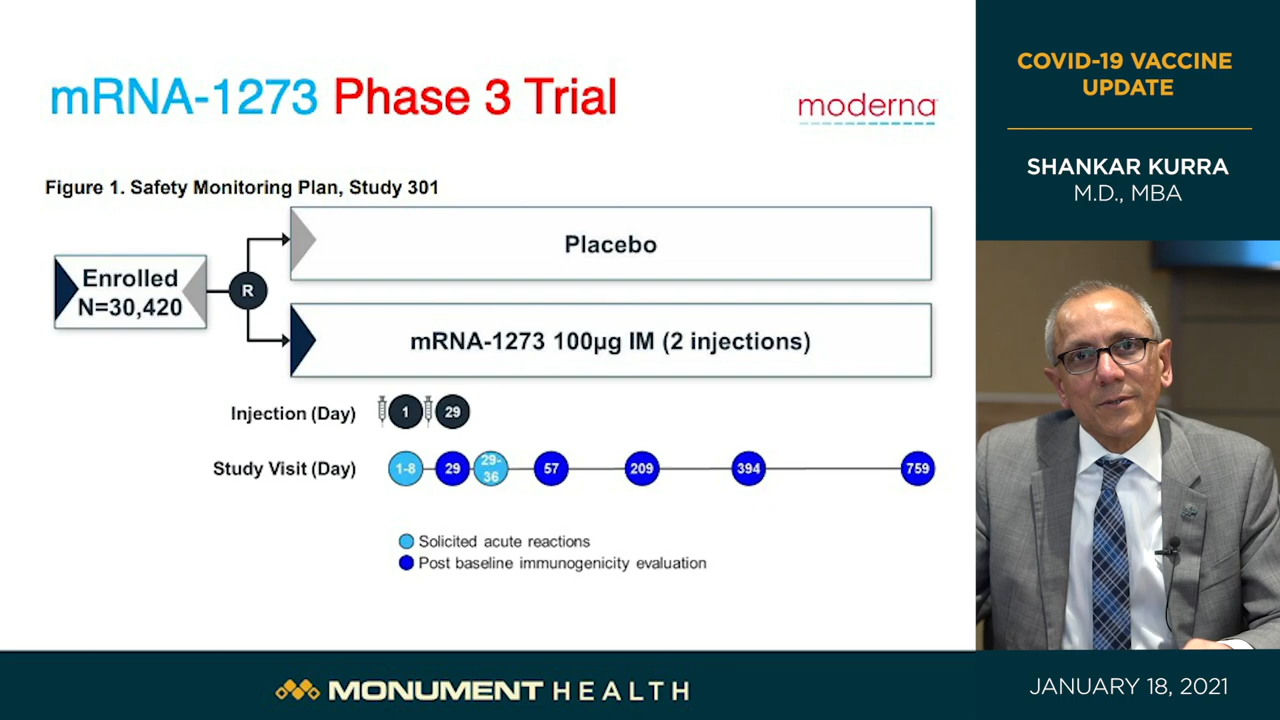 mRNA-1273 Phase 3 Trial
moderna
Figure 1. Safety Monitoring Plan, Study 301
Enrolled
N=30,420
R
Placebo
mRNA-1273 100µg IM (2 injections)
Injection (Day)
1
29
Study Visit (Day)
1-8
29
29-
36
57
209
394
759
Solicited acute reactions
Post baseline immunogenicity evaluation
COVID-19 VACCINE
UPDATE
SHANKAR KURRA
M.D., MBA
MONUMENT HEALTH
JANUARY 18, 2021